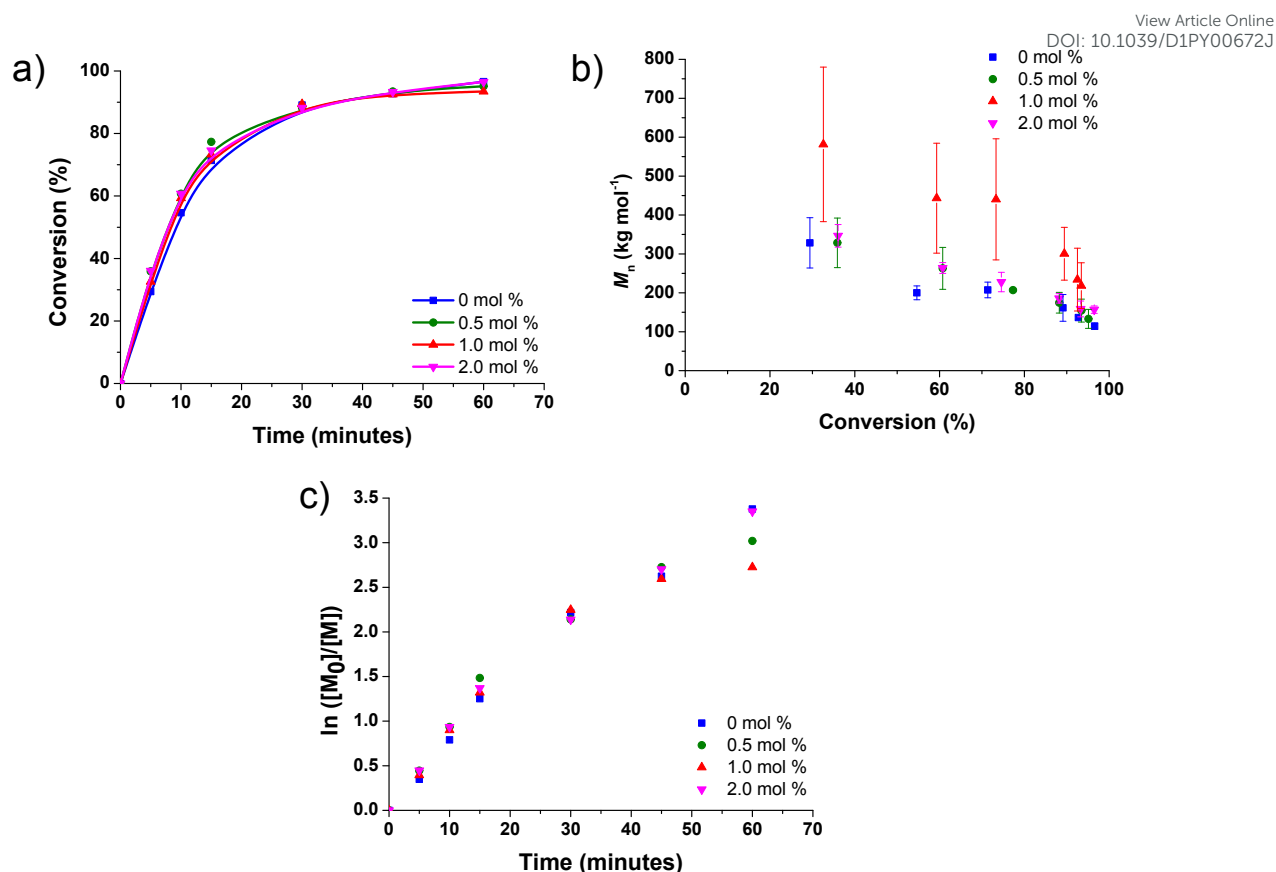 View Article Online
DOI: 10.1039/D1PY00672J
a)
100
80
60
40
20
0
Conversion (%)
0 mol %
0.5 mol %
1.0 mol %
2.0 mol %
0 10 20 30 40 50 60 70
Time (minutes)
b)
800
700
600
500
400
300
200
100
0
Mn (kg mol⁻¹)
0 mol %
0.5 mol %
1.0 mol %
2.0 mol %
0 20 40 60 80 100
Conversion (%)
c)
3.5
3.0
2.5
2.0
1.5
1.0
0.5
0.0
ln ([M0]/[M])
0 mol %
0.5 mol %
1.0 mol %
2.0 mol %
0 10 20 30 40 50 60 70
Time (minutes)